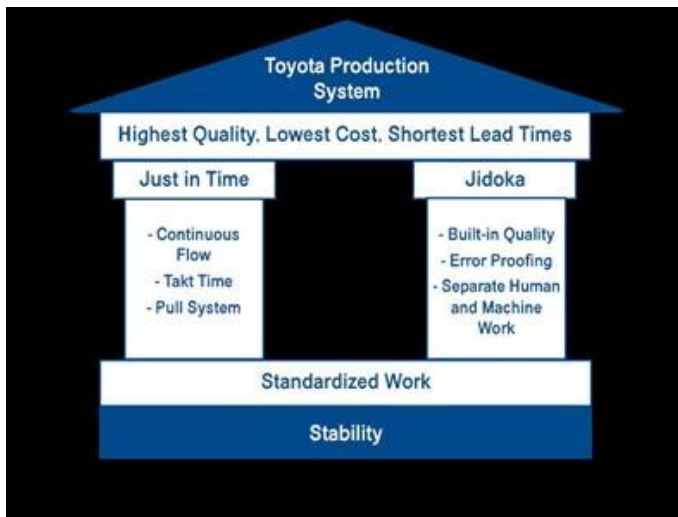 Toyota Production
System
Highest Quality, Lowest Cost, Shortest Lead Times
Just in Time
- Continuous
Flow
- Takt Time
- Pull System
Jidoka
- Built-in Quality
- Error Proofing
- Separate Human
and Machine
Work
Standardized Work
Stability